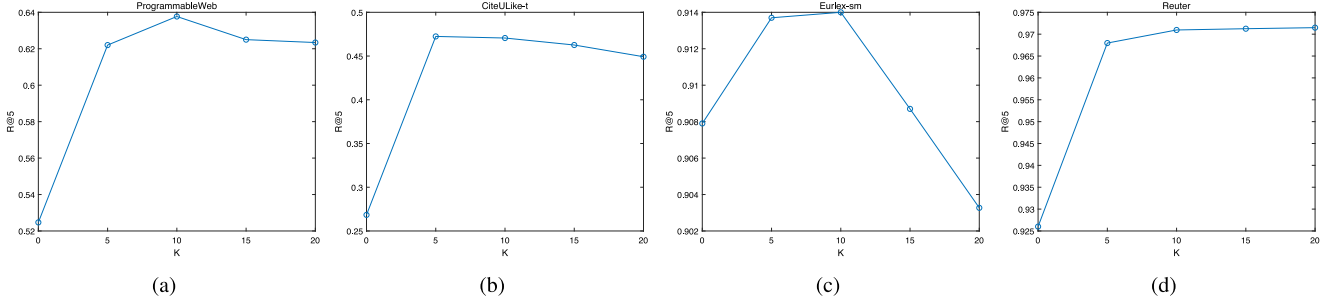 ProgrammableWeb
0.64
0.62
0.6
0.58
0.56
0.54
0.52
R@5
0 5 10 15 20
K
(a)
CiteULike-t
0.5
0.45
0.4
0.35
0.3
0.25
R@5
0 5 10 15 20
K
(b)
Eurlex-sm
0.914
0.912
0.91
0.908
0.906
0.904
0.902
R@5
0 5 10 15 20
K
(c)
Reuter
0.975
0.97
0.965
0.96
0.955
0.95
0.945
0.94
0.935
0.93
0.925
R@5
0 5 10 15 20
K
(d)